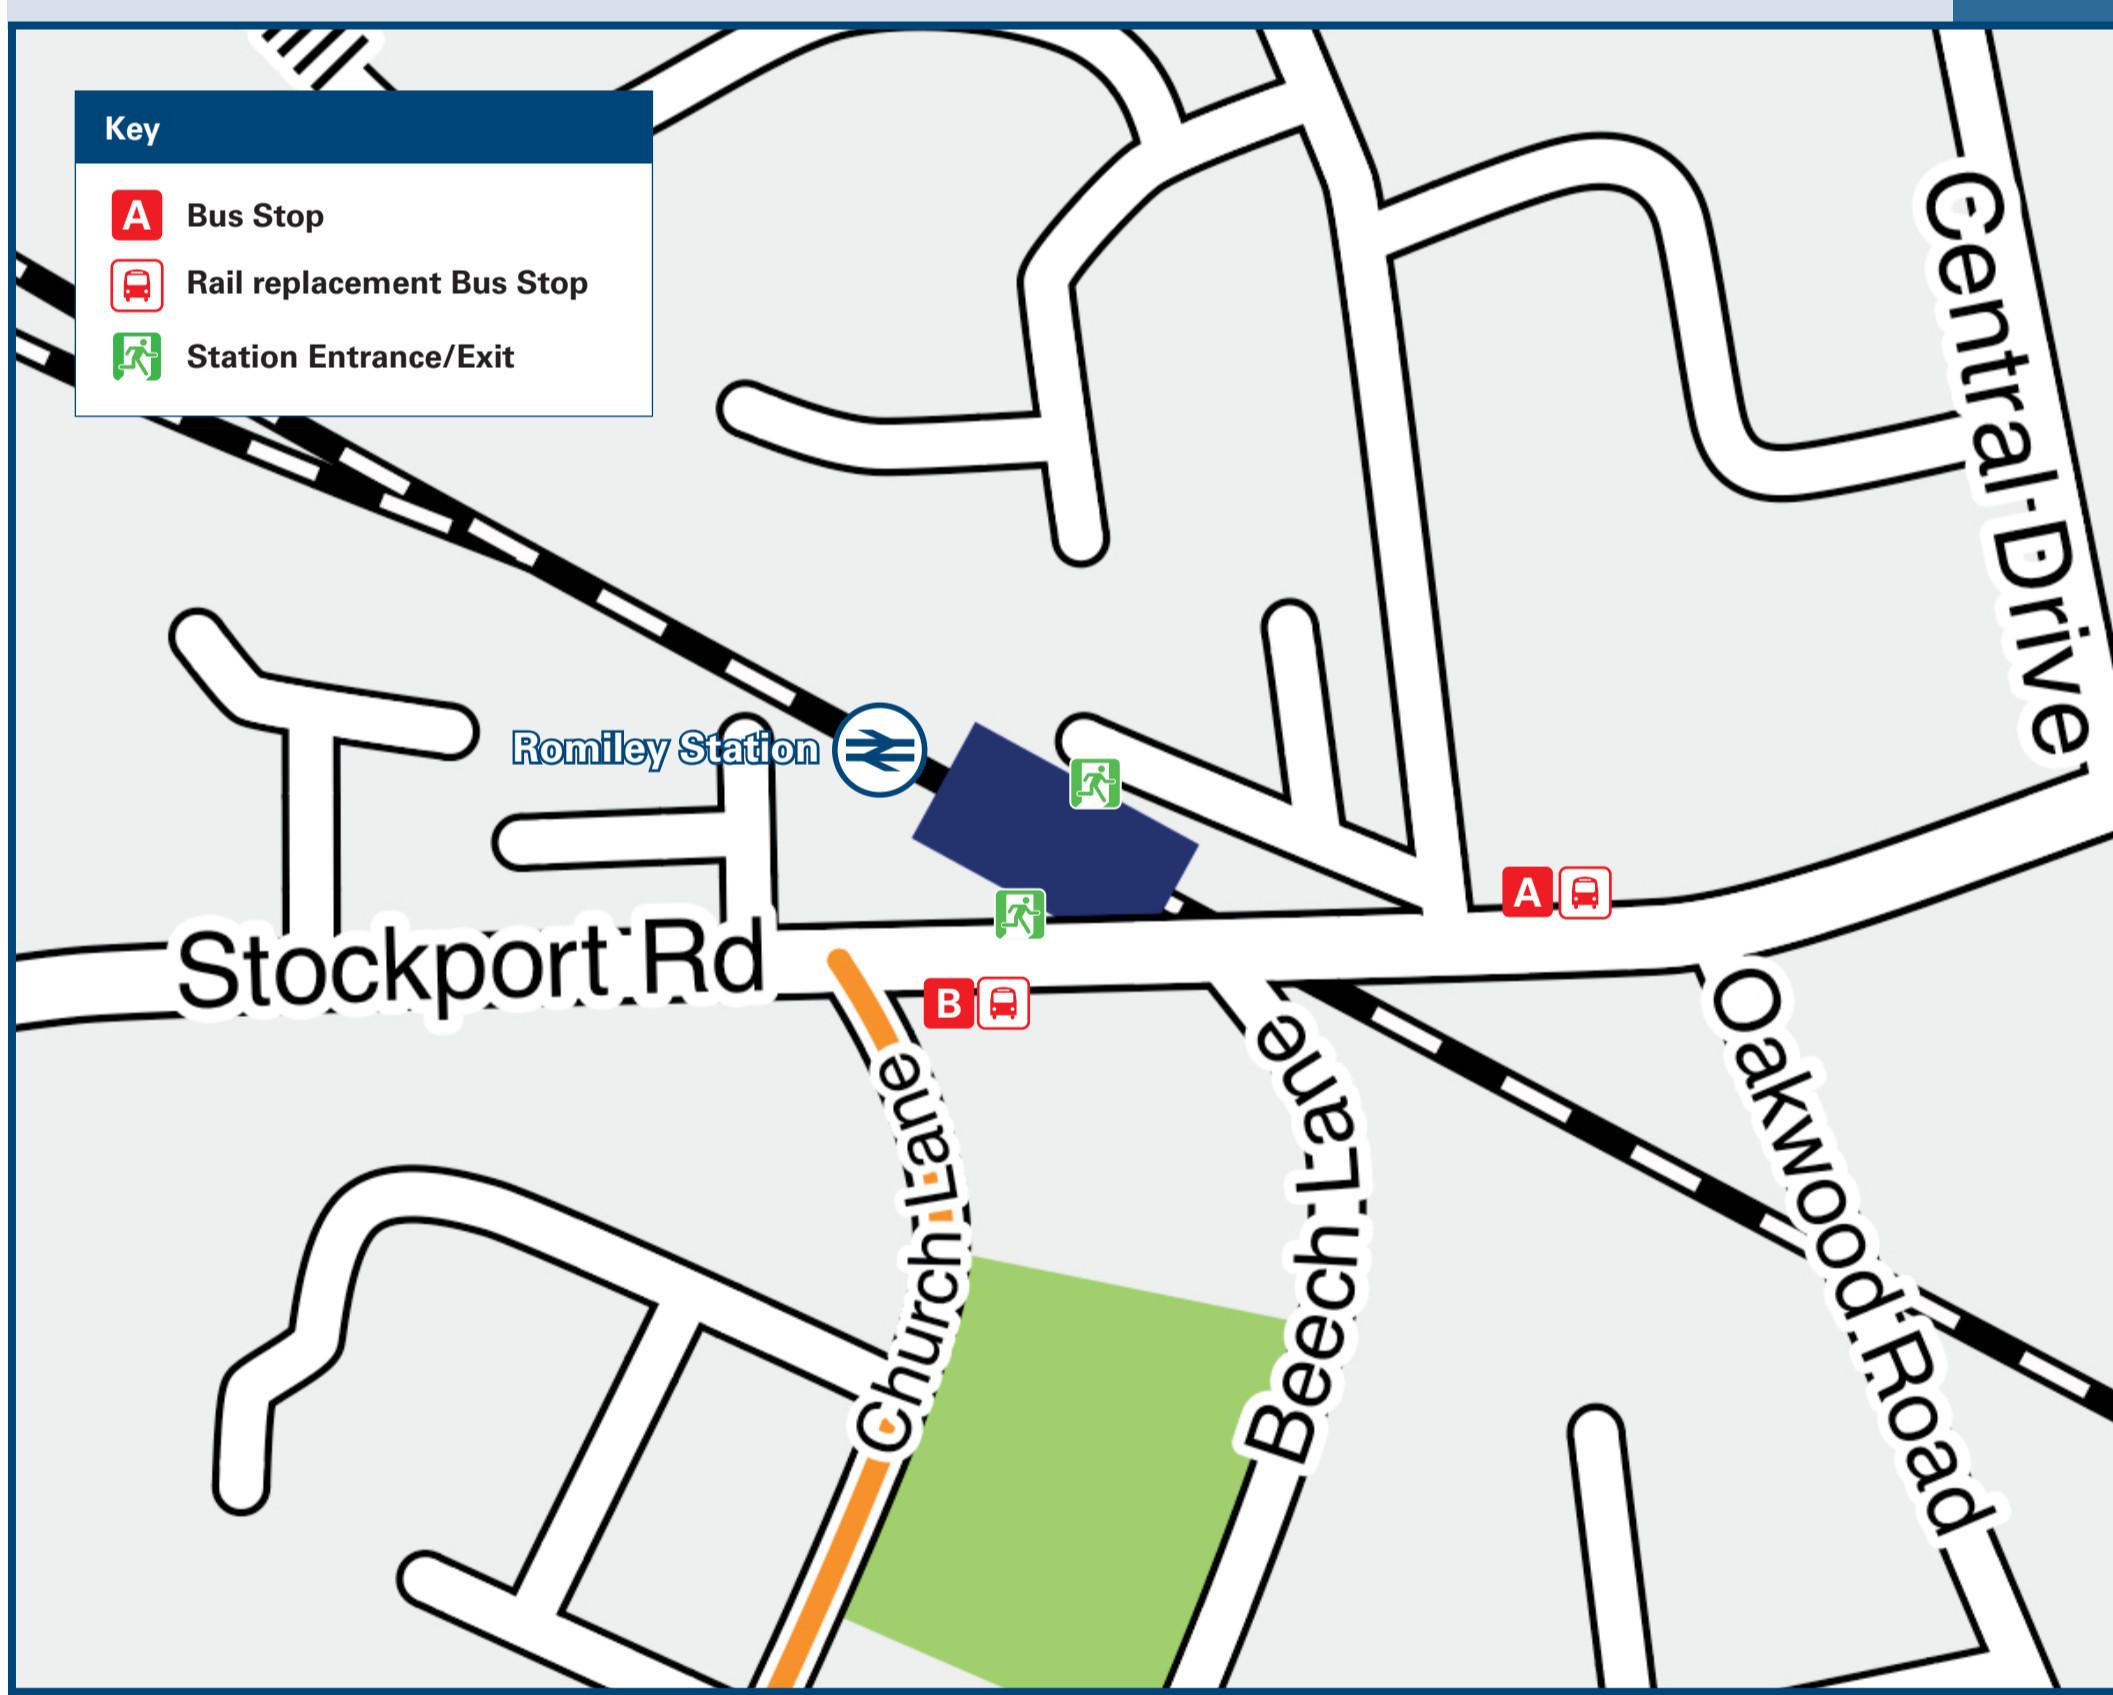 Key
A Bus Stop
Rail replacement Bus Stop
Station Entrance/Exit
Central Drive
Romiley Station
A
Stockport Rd
B
Church Lane
Beech Lane
Oakwood Road